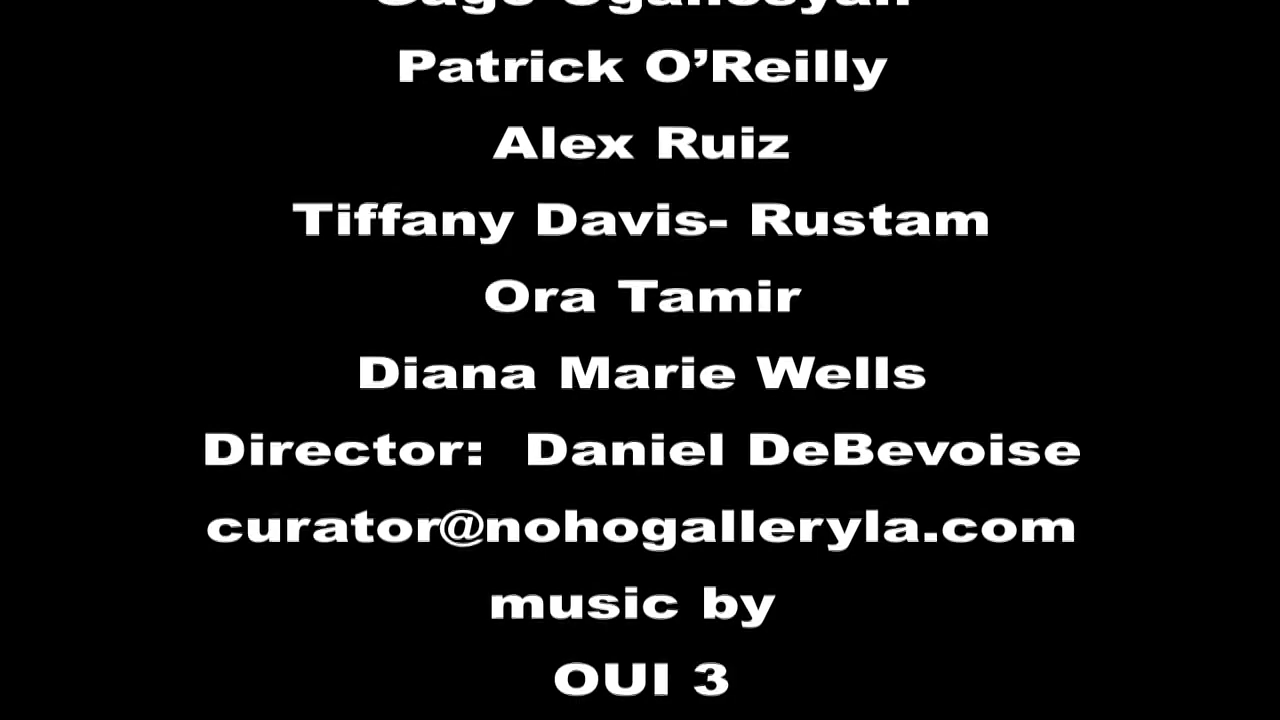 Patrick O’Reilly
Alex Ruiz
Tiffany Davis- Rustam
Ora Tamir
Diana Marie Wells
Director:  Daniel DeBevoise
curator@nohogalleryla.com
music by
OUI 3